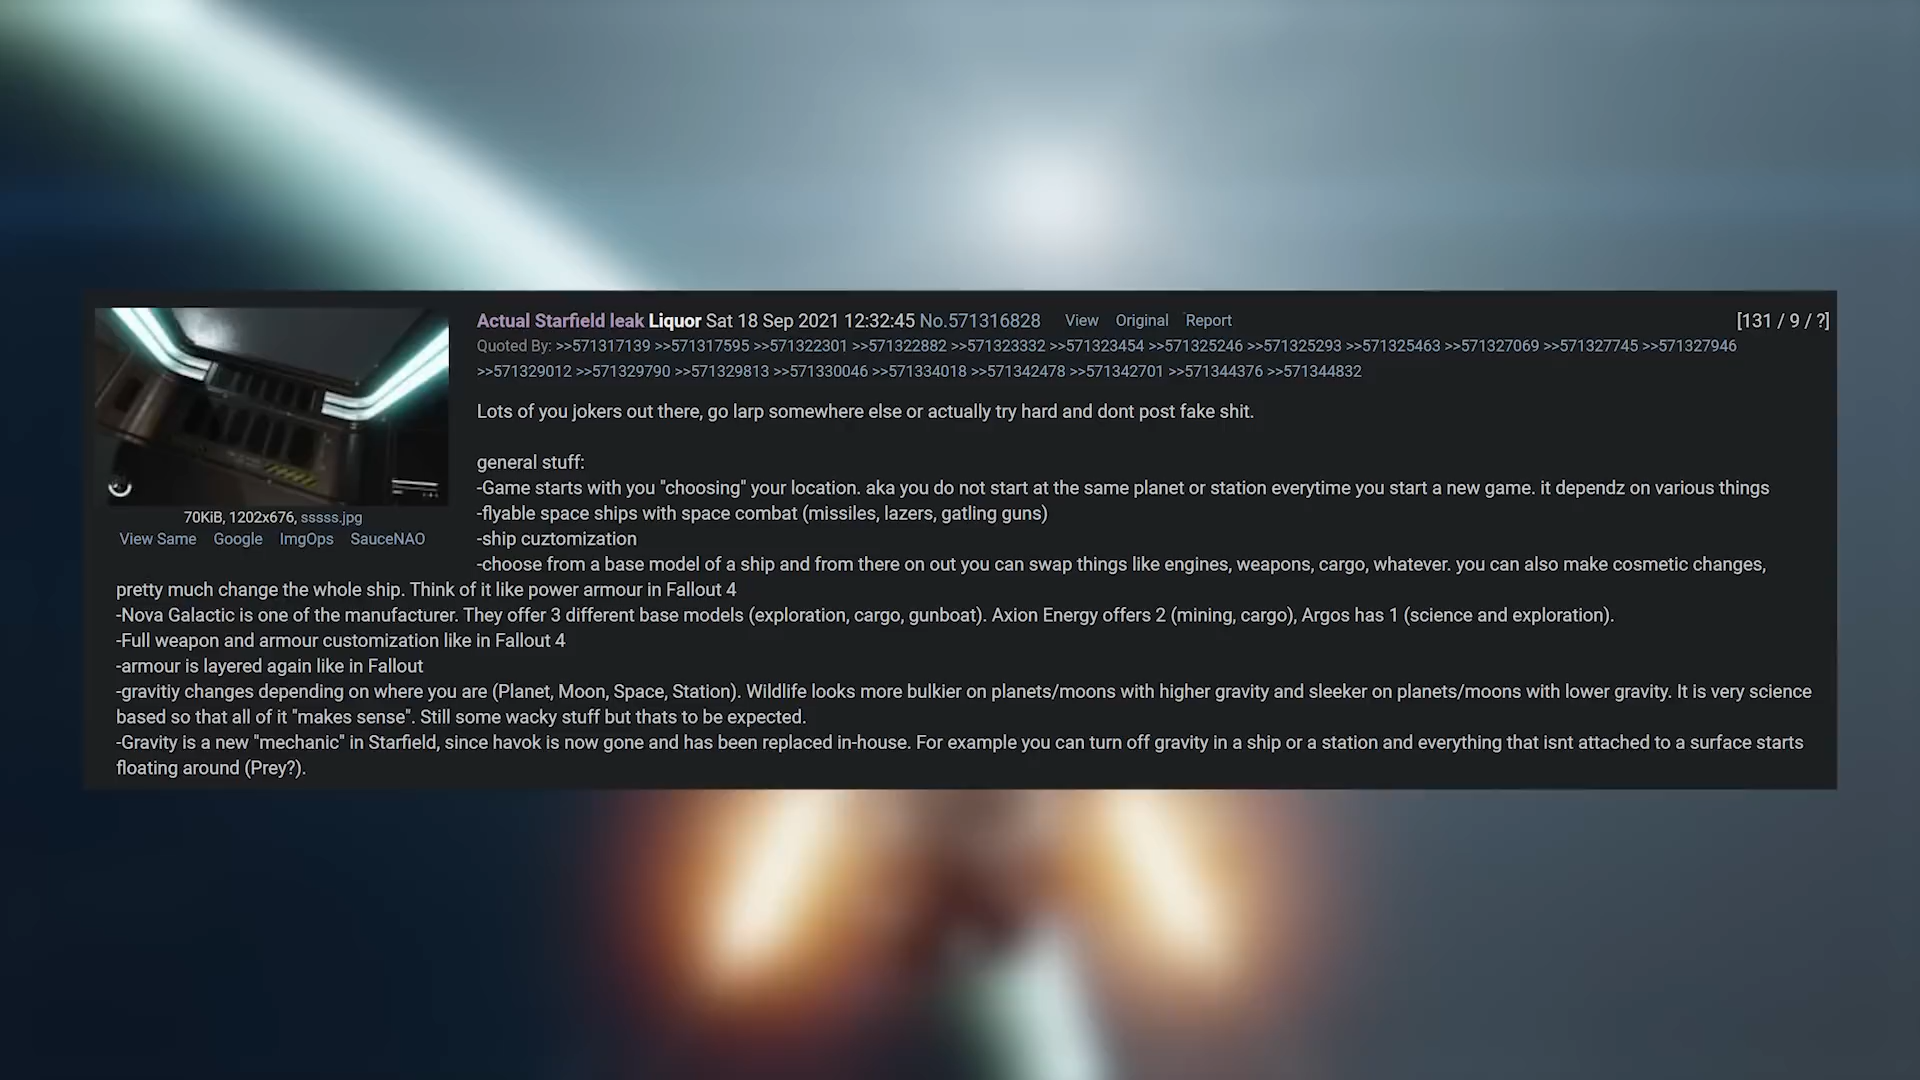 Actual Starfield leak Liquor Sat 18 Sep 2021 12:32:45 No.571316828 View Original Report [131 / 9 / ?]
Quoted By: >>571317139 >>571317595 >>571322301 >>571322882 >>571323332 >>571323454 >>571325246 >>571325293 >>571325463 >>571327069 >>571327745 >>571327946
>>571329012 >>571329790 >>571329813 >>571330046 >>571334018 >>571342478 >>571342701 >>571344376 >>571344832
Lots of you jokers out there, go larp somewhere else or actually try hard and dont post fake shit.
general stuff:
-Game starts with you "choosing" your location. aka you do not start at the same planet or station everytime you start a new game. it dependz on various things
-flyable space ships with space combat (missiles, lazers, gatling guns)
70KiB, 1202x676, sssss.jpg
View Same Google ImgOps SauceNAO
-ship cuztomization
-choose from a base model of a ship and from there on out you can swap things like engines, weapons, cargo, whatever. you can also make cosmetic changes,
pretty much change the whole ship. Think of it like power armour in Fallout 4
-Nova Galactic is one of the manufacturer. They offer 3 different base models (exploration, cargo, gunboat). Axion Energy offers 2 (mining, cargo), Argos has 1 (science and exploration).
-Full weapon and armour customization like in Fallout 4
-armour is layered again like in Fallout
-gravitiy changes depending on where you are (Planet, Moon, Space, Station). Wildlife looks more bulkier on planets/moons with higher gravity and sleeker on planets/moons with lower gravity. It is very science
based so that all of it "makes sense". Still some wacky stuff but thats to be expected.
-Gravity is a new "mechanic" in Starfield, since havok is now gone and has been replaced in-house. For example you can turn off gravity in a ship or a station and everything that isnt attached to a surface starts
floating around (Prey?).